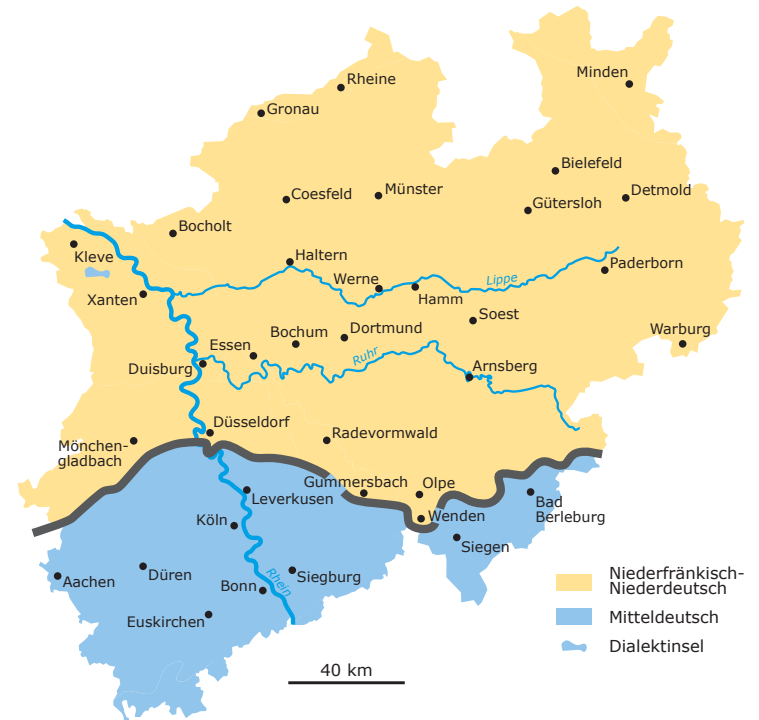 Rheine
Minden
Gronau
Bielefeld
Coesfeld
Münster
Detmold
Gütersloh
Bocholt
Kleve
Haltern
Paderborn
Werne
Lippe
Xanten
Hamm
Soest
Bochum
Dortmund
Warburg
Essen
Ruhr
Duisburg
Arnsberg
Düsseldorf
Radevormwald
Mönchen-
gladbach
Gummersbach
Olpe
Leverkusen
Bad
Berleburg
Köln
Wenden
Siegen
Aachen
Düren
Rhein
Siegburg
Bonn
Euskirchen
Niederfränkisch-
Niederdeutsch
Mitteldeutsch
Dialektinsel
40 km